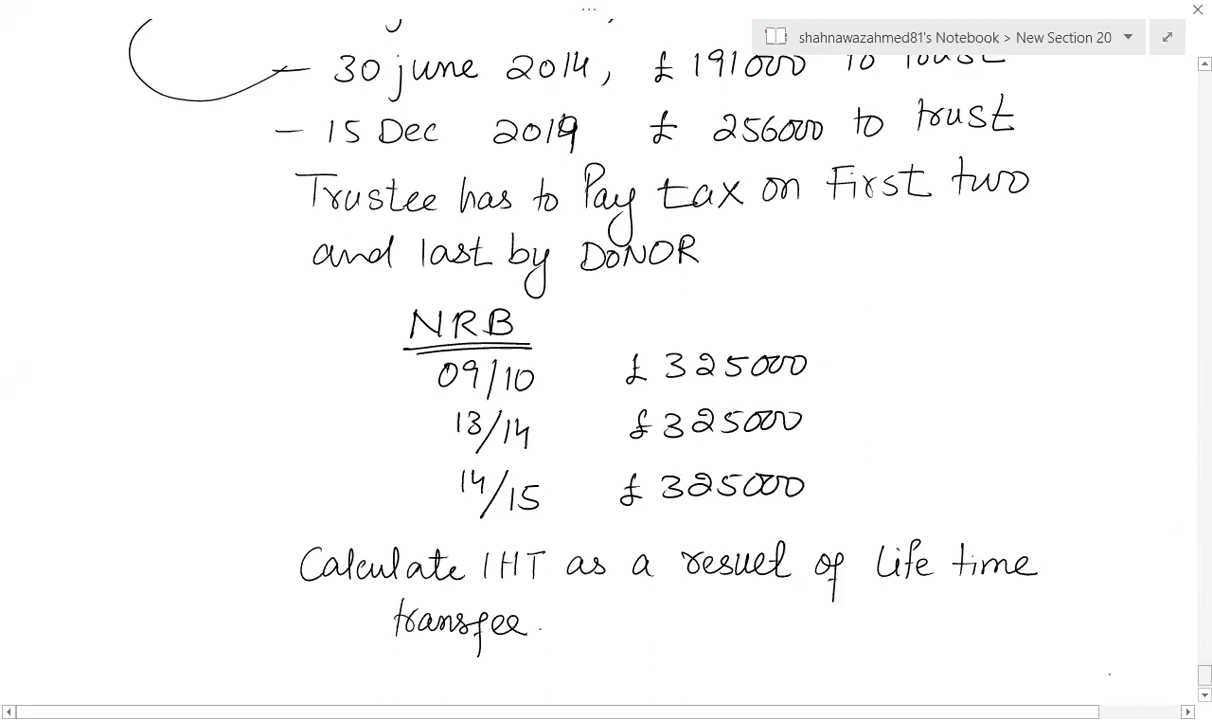 shahnawazahmed81's Notebook > New Section 20
- 30 june 2014, £ 191000 to trust
- 15 Dec 2019 £ 256000 to trust
Trustee has to Pay tax on First two
and last by DONOR
NRB
09/10 £ 325000
13/14 £ 325000
14/15 £ 325000
Calculate IHT as a result of life time
transfee.